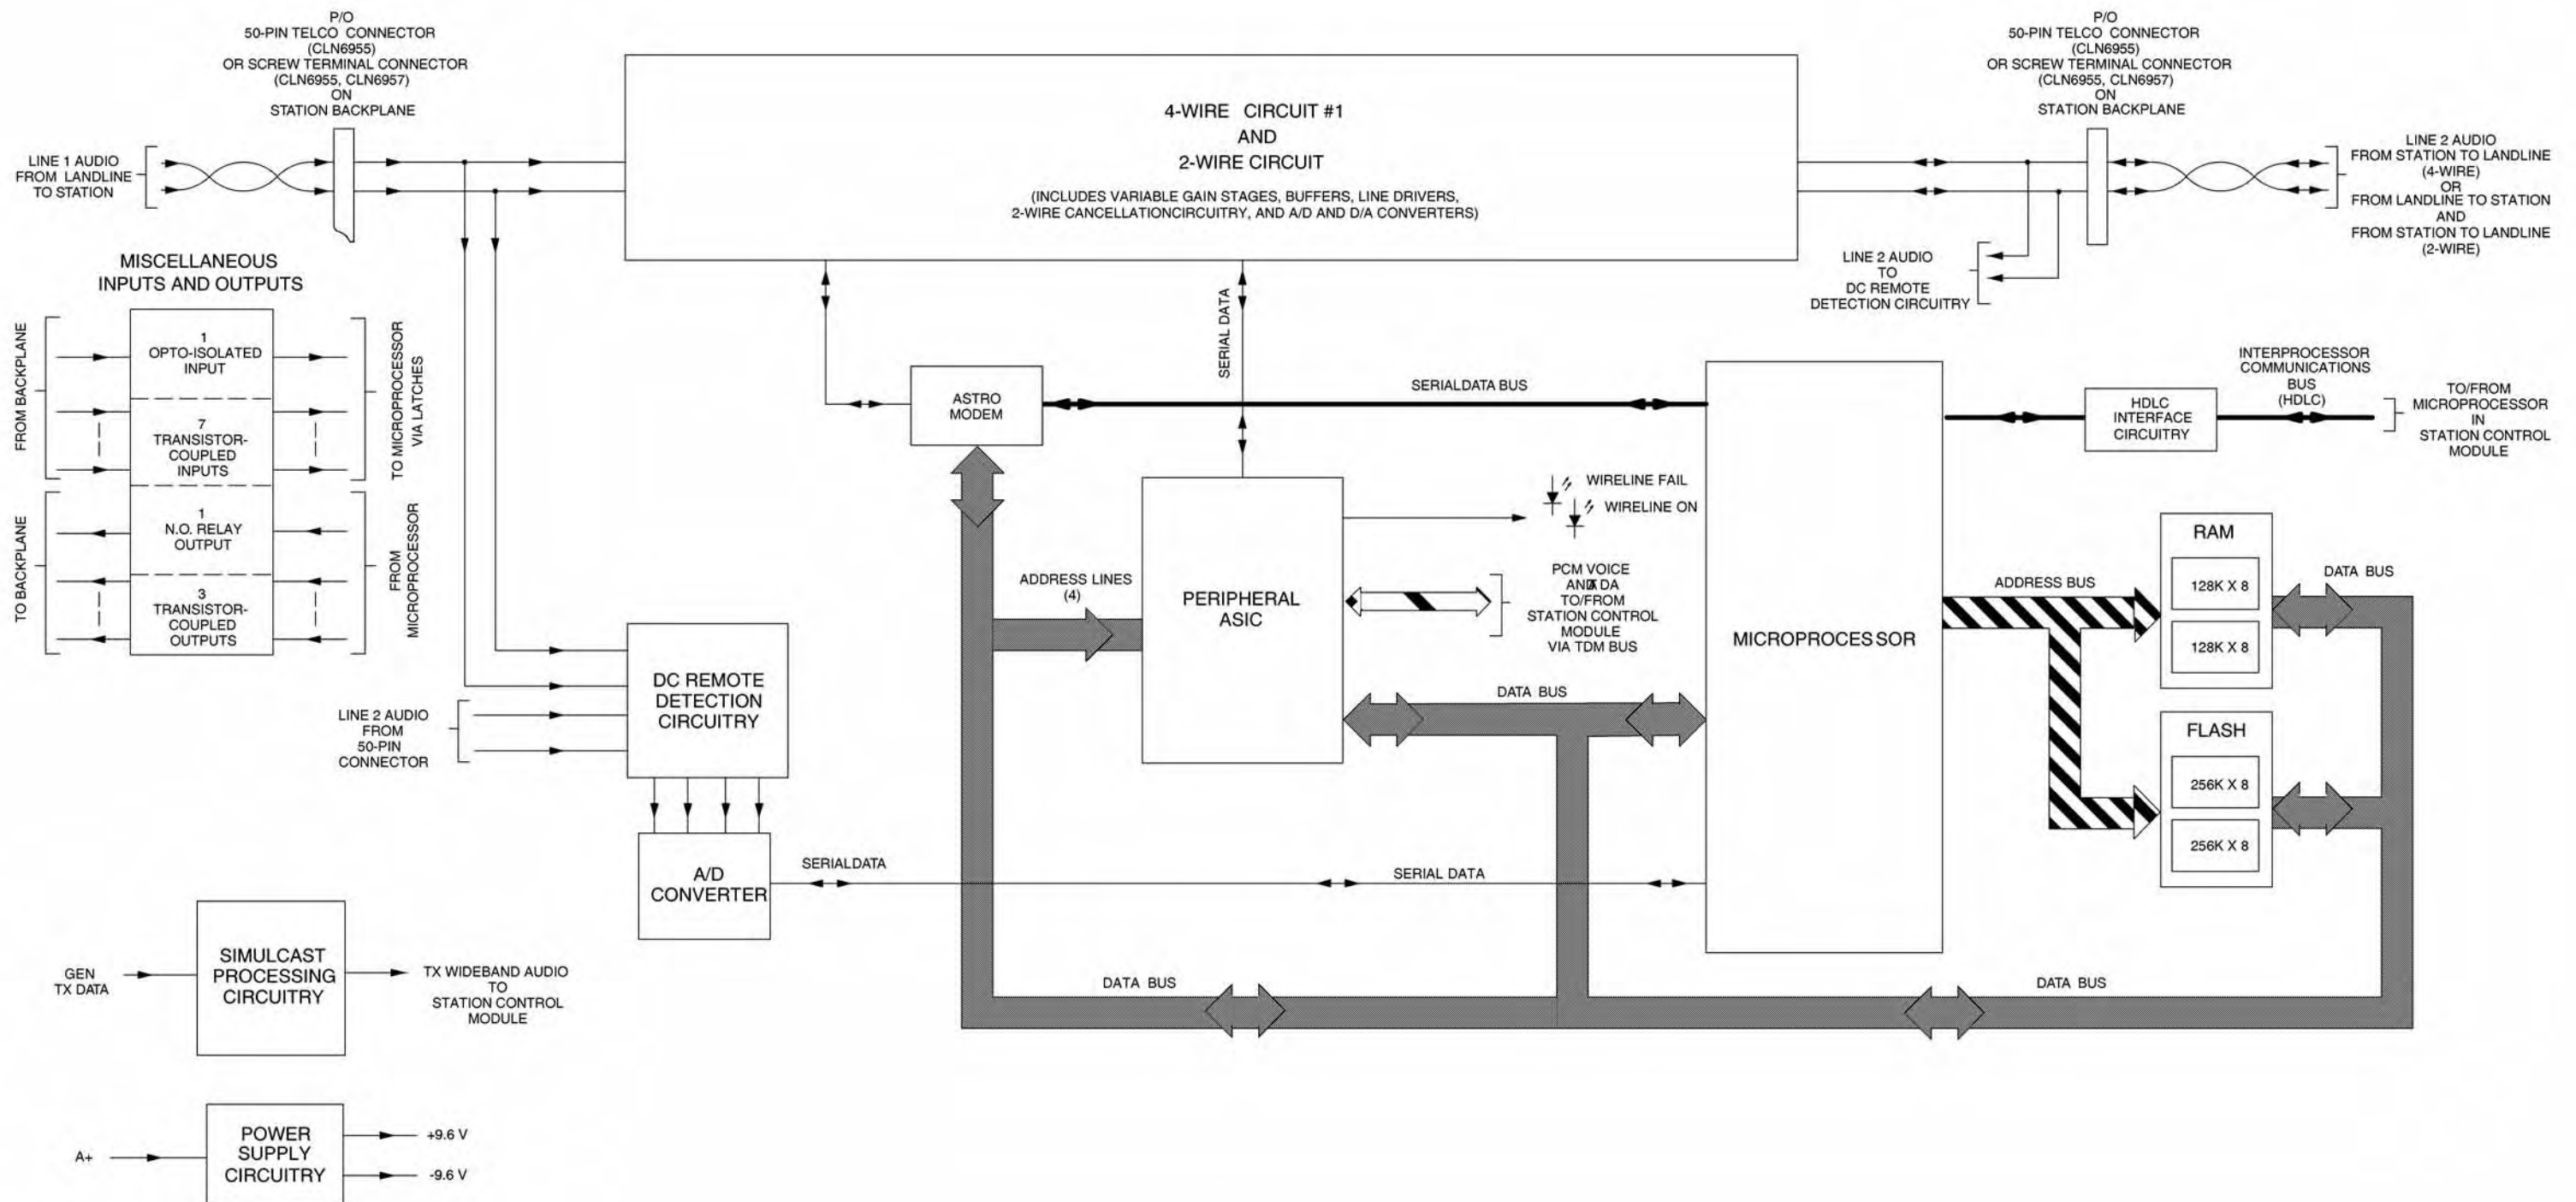 P/O
50-PIN TELCO CONNECTOR
(CLN6955)
OR SCREW TERMINAL CONNECTOR
(CLN6955, CLN6957)
ON
STATION BACKPLANE
LINE 1 AUDIO
FROM LANDLINE
TO STATION
4-WIRE CIRCUIT #1
AND
2-WIRE CIRCUIT
(INCLUDES VARIABLE GAIN STAGES, BUFFERS, LINE DRIVERS,
2-WIRE CANCELLATIONCIRCUITRY, AND A/D AND D/A CONVERTERS)
P/O
50-PIN TELCO CONNECTOR
(CLN6955)
OR SCREW TERMINAL CONNECTOR
(CLN6955, CLN6957)
ON
STATION BACKPLANE
LINE 2 AUDIO
FROM STATION TO LANDLINE
(4-WIRE)
OR
FROM LANDLINE TO STATION
AND
FROM STATION TO LANDLINE
(2-WIRE)
LINE 2 AUDIO
TO
DC REMOTE
DETECTION CIRCUITRY
MISCELLANEOUS
INPUTS AND OUTPUTS
FROM BACKPLANE
1
OPTO-ISOLATED
INPUT
7
TRANSISTOR-
COUPLED
INPUTS
TO MICROPROCESSOR
VIA LATCHES
TO BACKPLANE
1
N.O. RELAY
OUTPUT
3
TRANSISTOR-
COUPLED
OUTPUTS
FROM
MICROPROCESSOR
SERIAL DATA
ASTRO
MODEM
SERIALDATA BUS
MICROPROCESSOR
HDLC
INTERFACE
CIRCUITRY
INTERPROCESSOR
COMMUNICATIONS
BUS
(HDLC)
TO/FROM
MICROPROCESSOR
IN
STATION CONTROL
MODULE
WIRELINE FAIL
WIRELINE ON
ADDRESS LINES
(4)
PERIPHERAL
ASIC
PCM VOICE
TO/FROM
STATION CONTROL
MODULE
VIA TDM BUS
ADDRESS BUS
RAM
128K X 8
128K X 8
DATA BUS
FLASH
256K X 8
256K X 8
DATA BUS
DC REMOTE
DETECTION
CIRCUITRY
LINE 2 AUDIO
FROM
50-PIN
CONNECTOR
A/D
CONVERTER
SERIALDATA
SERIAL DATA
DATA BUS
DATA BUS
GEN
TX DATA
SIMULCAST
PROCESSING
CIRCUITRY
TX WIDEBAND AUDIO
TO
STATION CONTROL
MODULE
A+
POWER
SUPPLY
CIRCUITRY
+9.6 V
-9.6 V